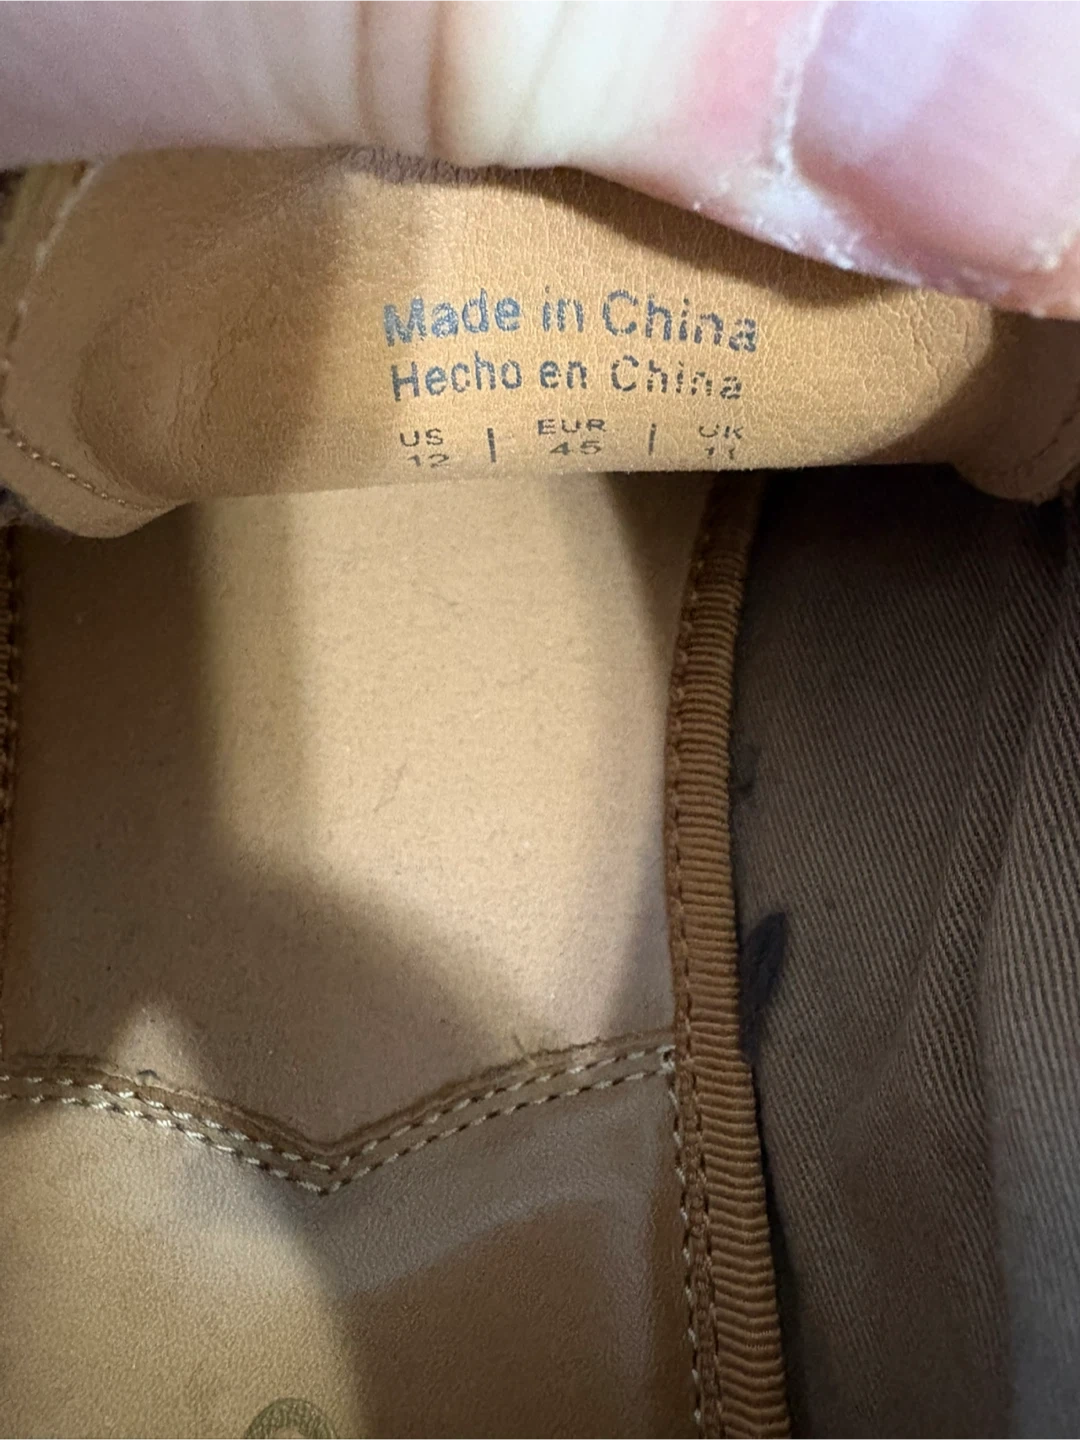 Made in China
Hecho en China
US | EUR | UK
12 | 45 | 11